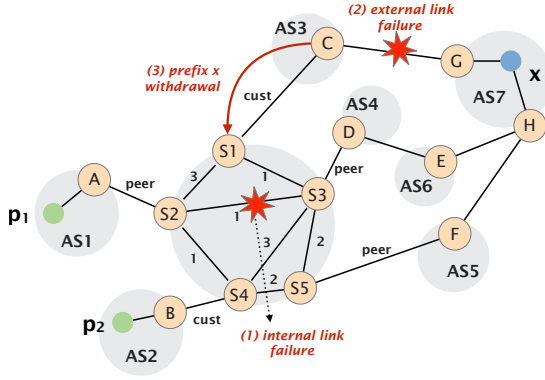 (2) external link
failure
AS3
C
G
x
AS7
(3) prefix x
withdrawal
cust
AS4
D
H
S1
peer
E
AS6
A
peer
3
1
S3
p1
AS1
S2
1
F
peer
AS5
1
3
2
S4
2
S5
p2
B
cust
AS2
(1) internal link
failure